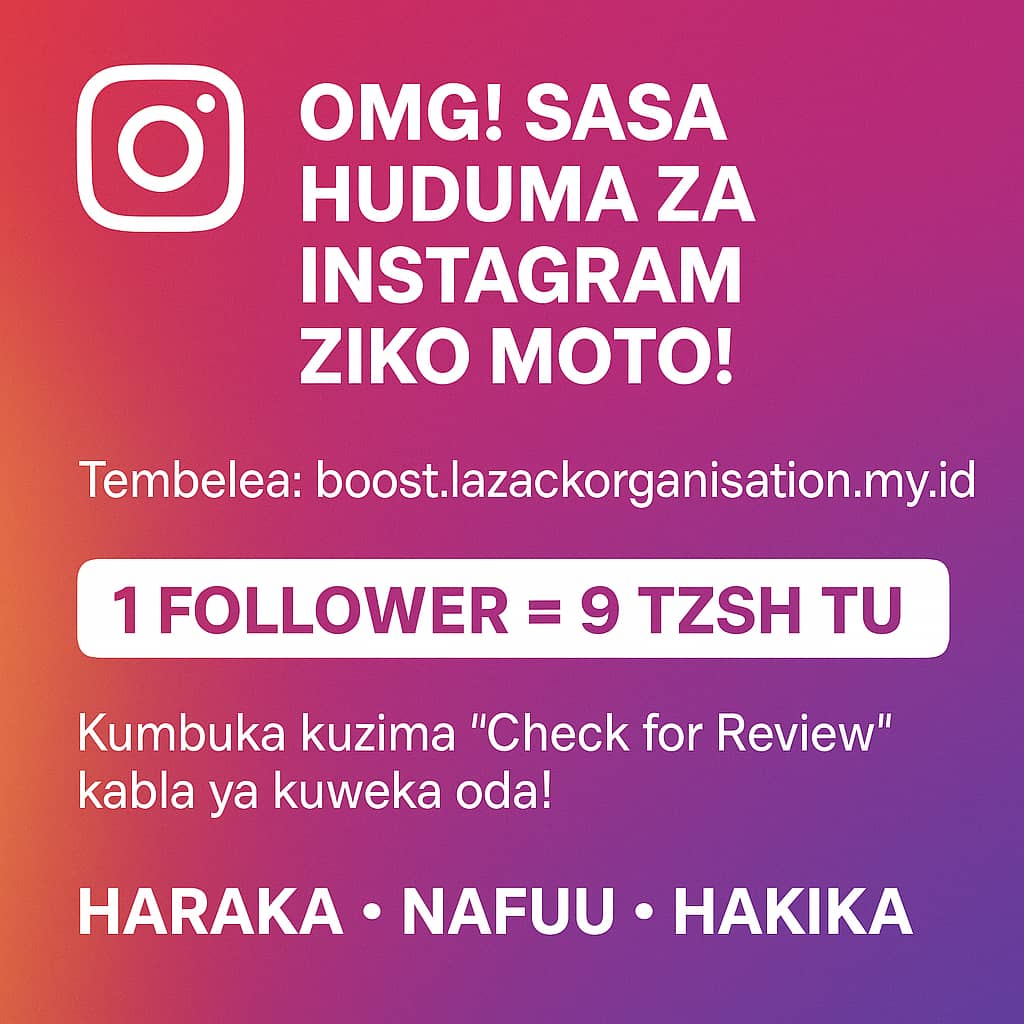 OMG! SASA
HUDUMA ZA
INSTAGRAM
ZIKO MOTO!
Tembelea: boost.lazackorganisation.my.id
1 FOLLOWER = 9 TZSH TU
Kumbuka kuzima "Check for Review"
kabla ya kuweka oda!
HARAKA • NAFUU • HAKIKA